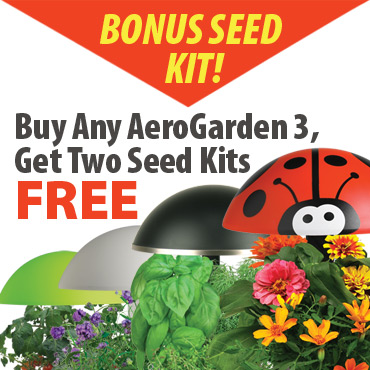 BONUS SEED
KIT!
Buy Any AeroGarden 3,
Get Two Seed Kits
FREE